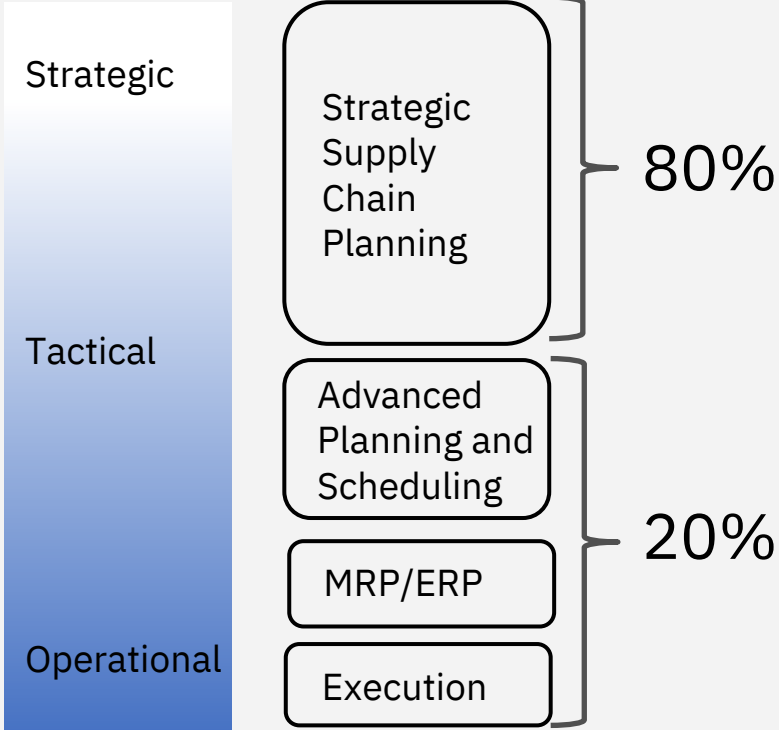 Strategic
Tactical
Operational
Strategic
Supply
Chain
Planning
Advanced
Planning and
Scheduling
MRP/ERP
Execution
80%
20%